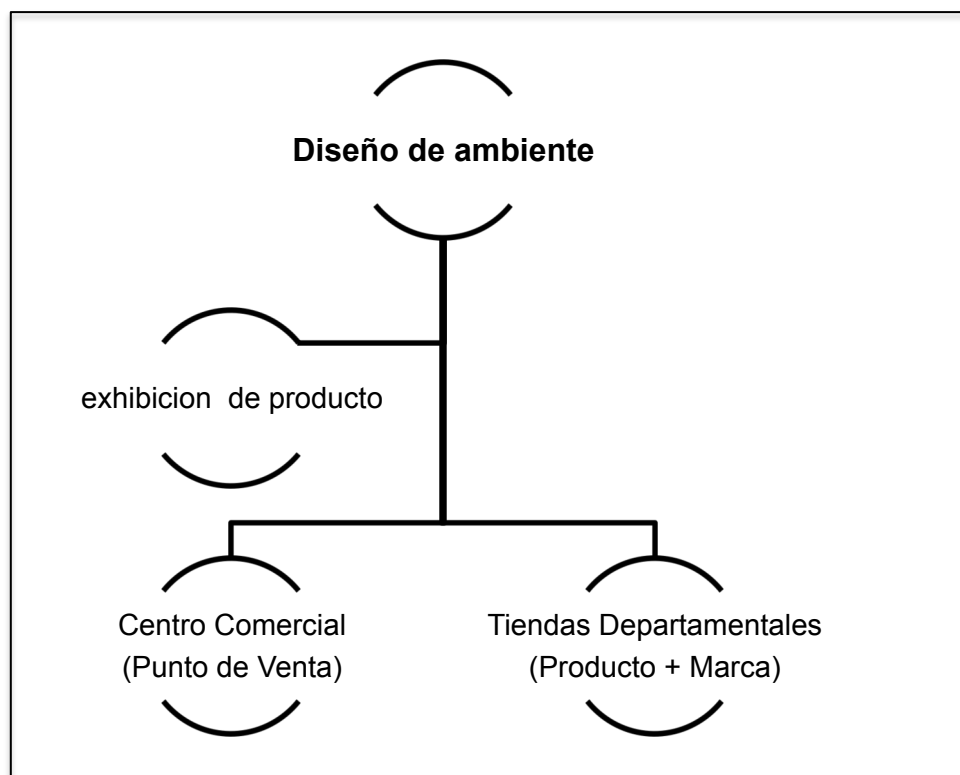 Diseño de ambiente
exhibicion de producto
Centro Comercial
(Punto de Venta)
Tiendas Departamentales
(Producto + Marca)